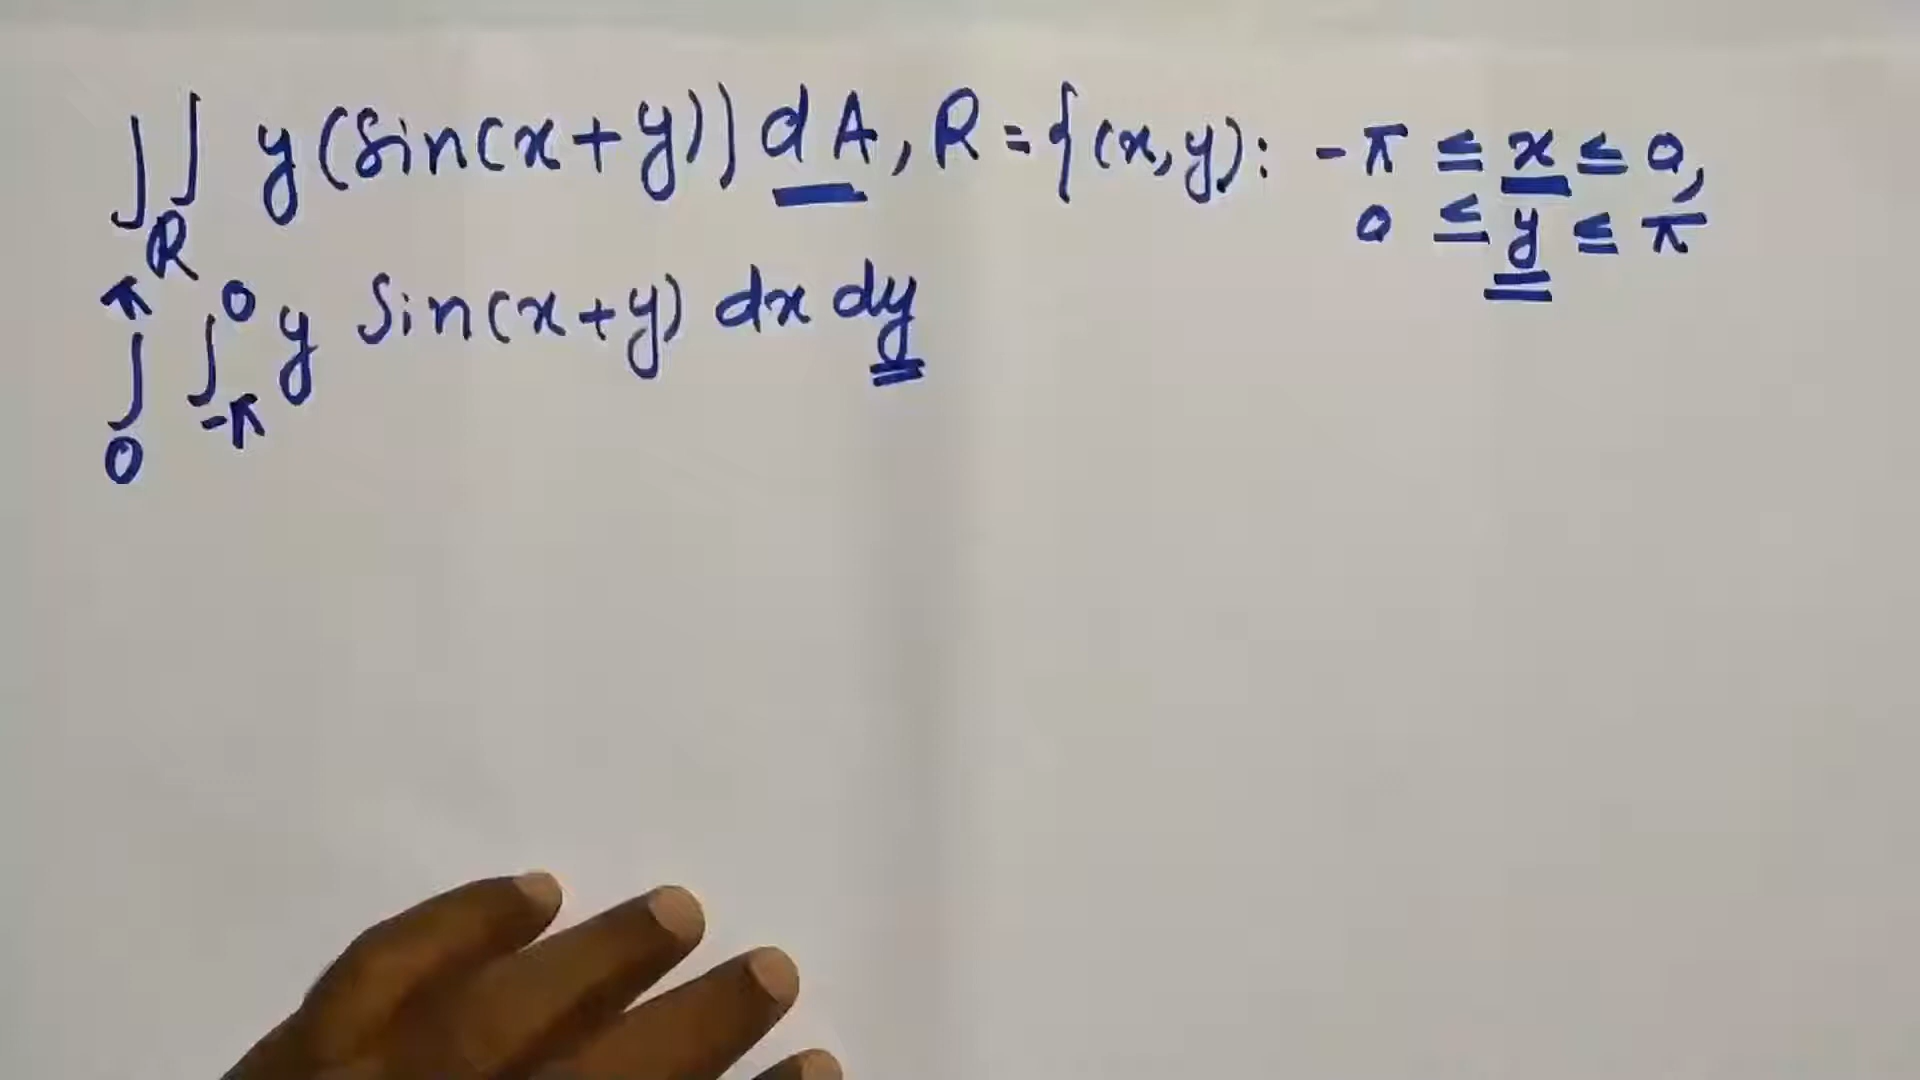 ∫∫_R y(Sin(x+y)) dA, R = {(x,y): -π ≤ x ≤ 0,
0 ≤ y ≤ π
∫_0^π ∫_{-π}^0 y Sin(x+y) dx dy